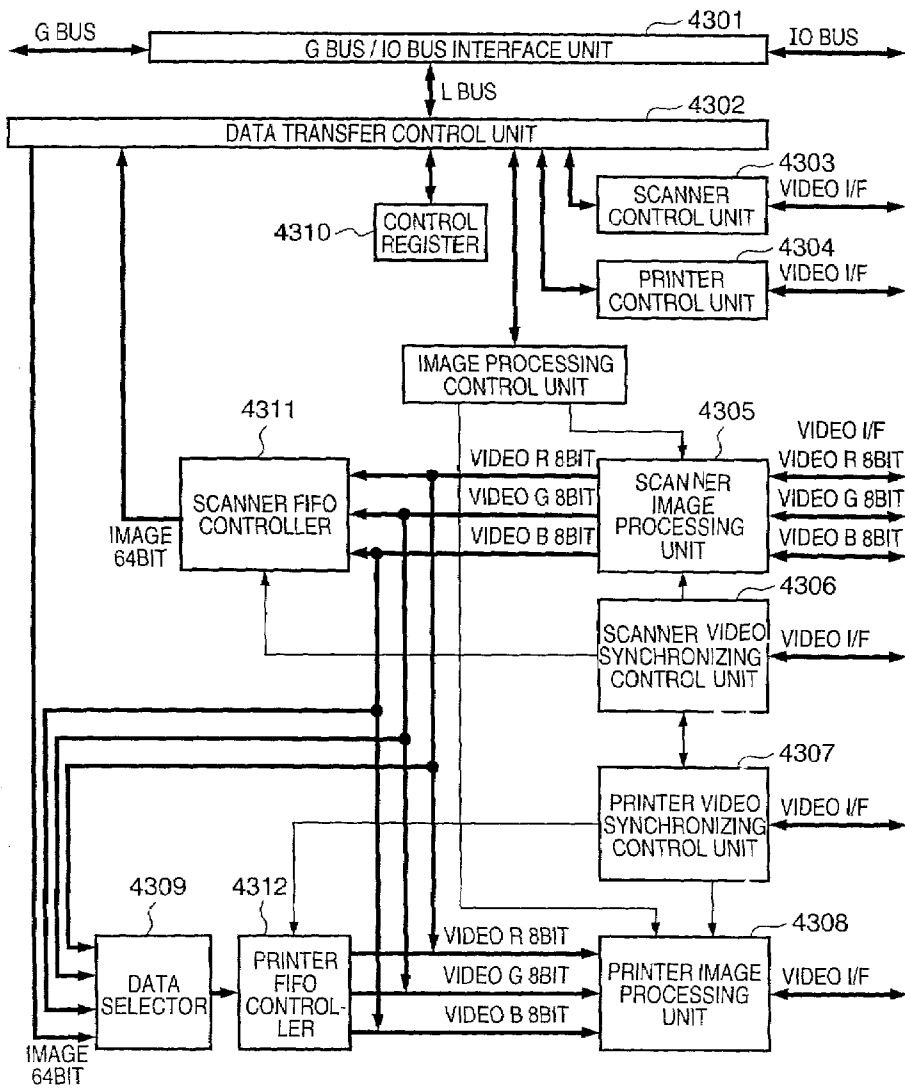 4301
G BUS
G BUS / IO BUS INTERFACE UNIT
IO BUS
L BUS
4302
DATA TRANSFER CONTROL UNIT
4303
SCANNER
CONTROL UNIT
VIDEO I/F
4310
CONTROL
REGISTER
4304
PRINTER
CONTROL UNIT
VIDEO I/F
IMAGE PROCESSING
CONTROL UNIT
4311
4305
VIDEO I/F
SCANNER FIFO
CONTROLLER
VIDEO R 8BIT
VIDEO G 8BIT
VIDEO B 8BIT
SCANNER
IMAGE
PROCESSING
UNIT
VIDEO R 8BIT
VIDEO G 8BIT
VIDEO B 8BIT
IMAGE
64BIT
4306
SCANNER VIDEO
SYNCHRONIZING
CONTROL UNIT
VIDEO I/F
4307
PRINTER VIDEO
SYNCHRONIZING
CONTROL UNIT
VIDEO I/F
4309
4312
4308
DATA
SELECTOR
PRINTER
FIFO
CONTROL-
LER
VIDEO R 8BIT
VIDEO G 8BIT
VIDEO B 8BIT
PRINTER IMAGE
PROCESSING
UNIT
VIDEO I/F
IMAGE
64BIT